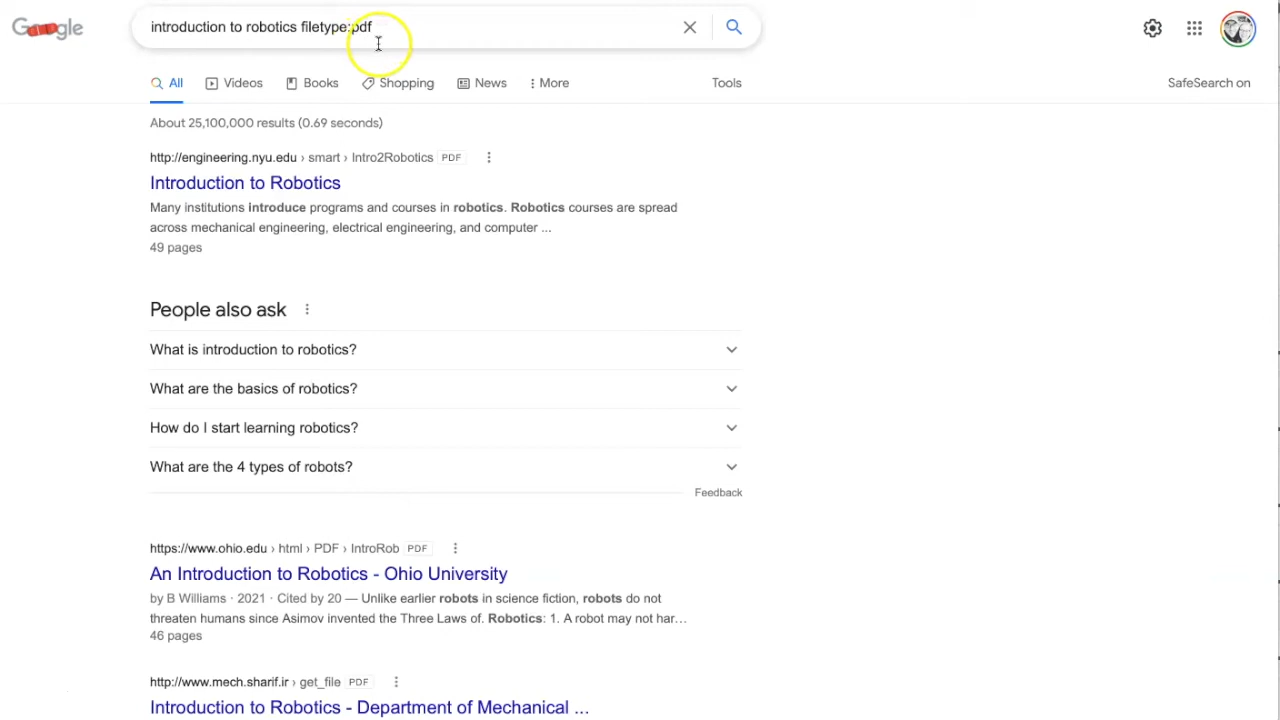 Google
introduction to robotics filetype:pdf
All
Videos
Books
Shopping
News
More
Tools
SafeSearch on
About 25,100,000 results (0.69 seconds)
http://engineering.nyu.edu › smart › Intro2Robotics PDF
Introduction to Robotics
Many institutions introduce programs and courses in robotics. Robotics courses are spread
across mechanical engineering, electrical engineering, and computer ...
49 pages
People also ask
What is introduction to robotics?
What are the basics of robotics?
How do I start learning robotics?
What are the 4 types of robots?
Feedback
https://www.ohio.edu › html › PDF › IntroRob PDF
An Introduction to Robotics - Ohio University
by B Williams · 2021 · Cited by 20 — Unlike earlier robots in science fiction, robots do not
threaten humans since Asimov invented the Three Laws of. Robotics: 1. A robot may not har...
46 pages
http://www.mech.sharif.ir › get_file PDF
Introduction to Robotics - Department of Mechanical ...